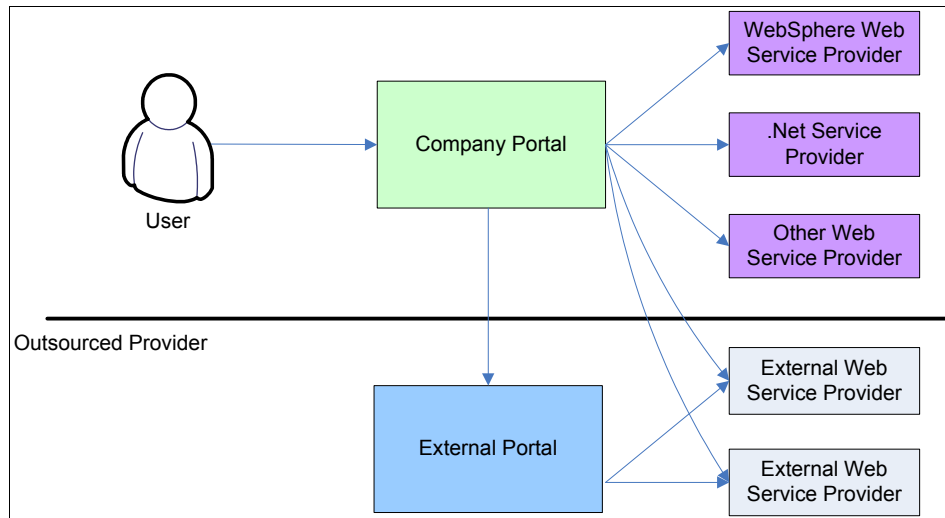 WebSphere Web
Service Provider
Company Portal
.Net Service
Provider
User
Other Web
Service Provider
Outsourced Provider
External Web
Service Provider
External Portal
External Web
Service Provider